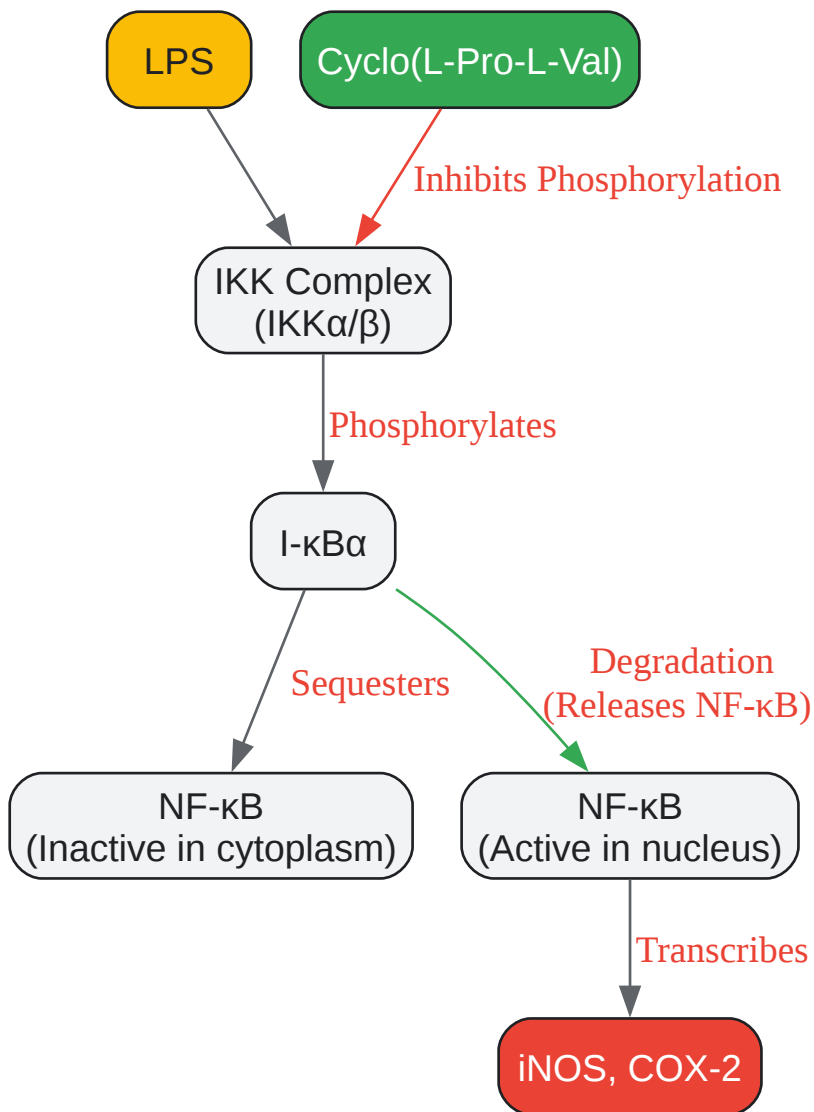 LPS
Cyclo(L-Pro-L-Val)
Inhibits Phosphorylation
IKK Complex
(IKKα/β)
Phosphorylates
I-κBα
Sequesters
Degradation
(Releases NF-κB)
NF-κB
(Inactive in cytoplasm)
NF-κB
(Active in nucleus)
Transcribes
iNOS, COX-2